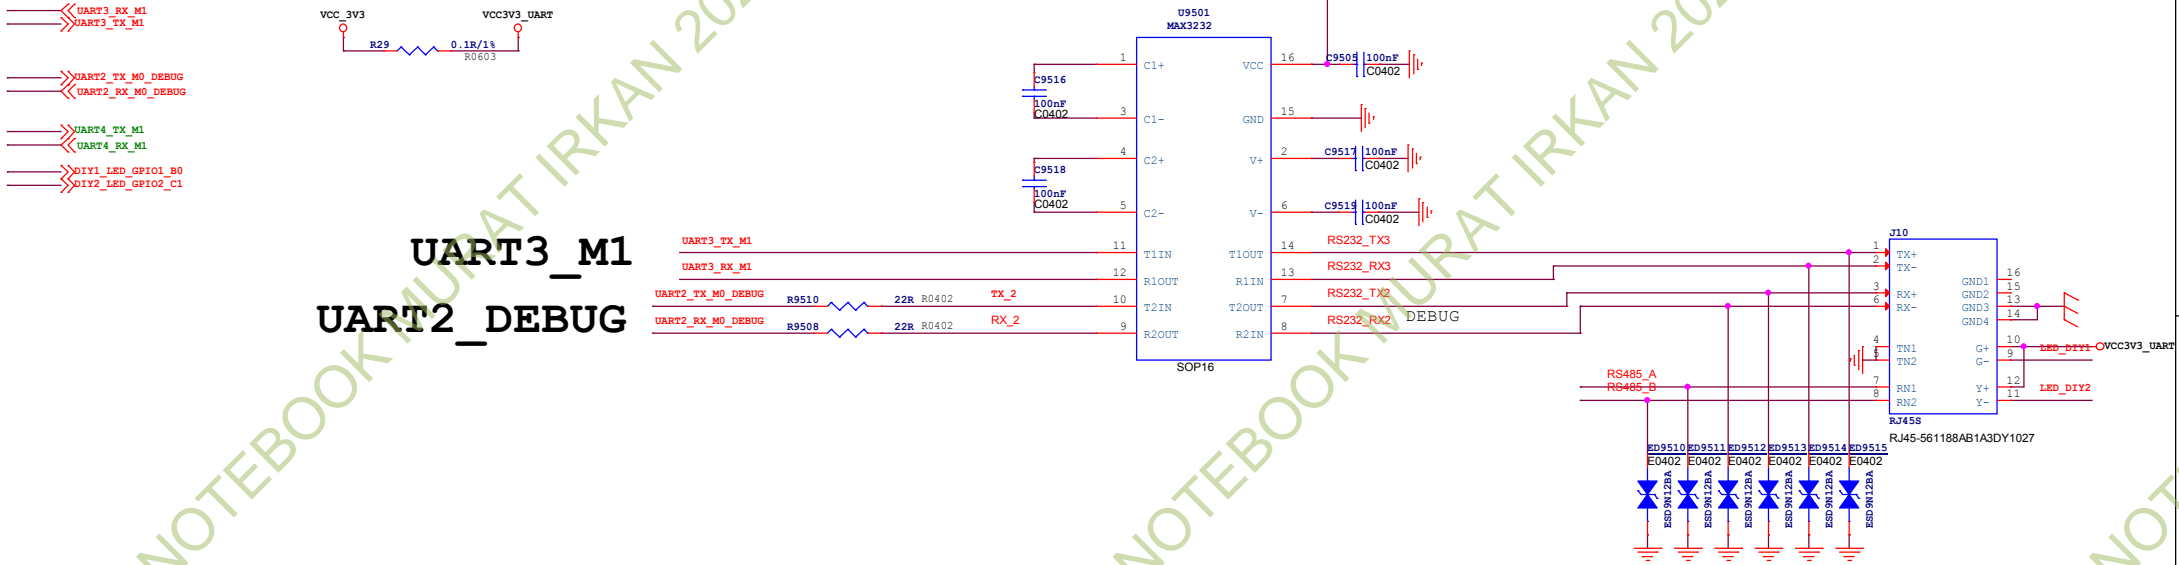 UART3_RX_M1
UART3_TX_M1
UART2_TX_M0_DEBUG
UART2_RX_M0_DEBUG
UART4_TX_M1
UART4_RX_M1
DIY1_LED_GPIO1_B0
DIY2_LED_GPIO2_C1
VCC_3V3
VCC3V3_UART
R29
0.1R/1%
R0603
UART3_M1
UART2_DEBUG
UART3_TX_M1
UART3_RX_M1
UART2_TX_M0_DEBUG
R9510
22R R0402
TX_2
UART2_RX_M0_DEBUG
R9508
22R R0402
RX_2
C9516
100nF
C0402
C9518
100nF
C0402
U9501
MAX3232
1 C1+ VCC 16
3 C1- GND 15
4 C2+ V+ 2
5 C2- V- 6
11 T1IN T1OUT 14
12 R1OUT R1IN 13
10 T2IN T2OUT 7
9 R2OUT R2IN 8
SOP16
C9505 100nF
C0402
C9517 100nF
C0402
C9519 100nF
C0402
RS232_TX3
RS232_RX3
RS232_TX2
RS232_RX2
DEBUG
RS485_A
RS485_B
J10
1 TX+
2 TX-
3 RX+
6 RX-
4 TN1
5 TN2
7 RN1
8 RN2
GND1 16
GND2 15
GND3 13
GND4 14
G+ 10
G- 9
Y+ 12
Y- 11
LED_DIY1
VCC3V3_UART
LED_DIY2
RJ45S
RJ45-561188AB1A3DY1027
ED9510 ED9511 ED9512 ED9513 ED9514 ED9515
E0402 E0402 E0402 E0402 E0402 E0402
ESD9N12BA ESD9N12BA ESD9N12BA ESD9N12BA ESD9N12BA ESD9N12BA
NOTEBOOK MURAT IRKAN 202
NOTEBOOK MURAT IRKAN 202
NOT